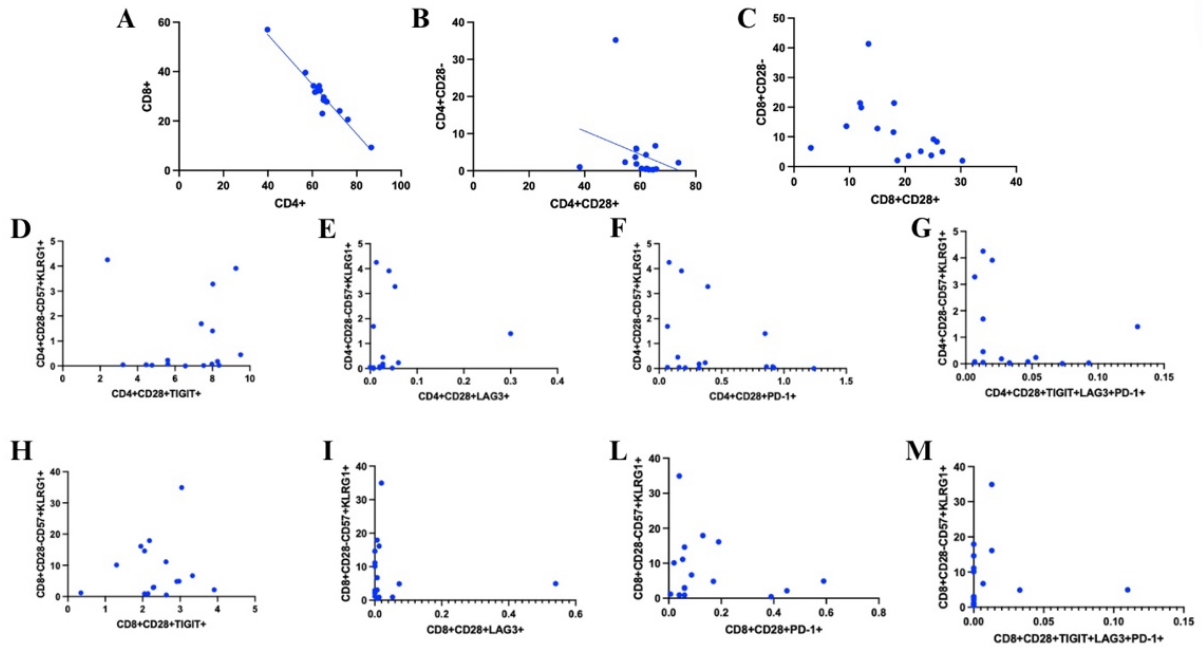 A
CD8+
60
40
20
0
0 20 40 60 80 100
CD4+
B
CD4+CD28-
40
30
20
10
0
0 20 40 60 80
CD4+CD28+
C
CD8+CD28-
50
40
30
20
10
0
0 10 20 30 40
CD8+CD28+
D
CD4+CD28-CD57+KLRG1+
5
4
3
2
1
0
0 2 4 6 8 10
CD4+CD28+TIGIT+
E
CD4+CD28-CD57+KLRG1+
5
4
3
2
1
0
0.0 0.1 0.2 0.3 0.4
CD4+CD28+LAG3+
F
CD4+CD28-CD57+KLRG1+
5
4
3
2
1
0
0.0 0.5 1.0 1.5
CD4+CD28+PD-1+
G
CD4+CD28-CD57+KLRG1+
5
4
3
2
1
0
0.00 0.05 0.10 0.15
CD4+CD28+TIGIT+LAG3+PD-1+
H
CD8+CD28-CD57+KLRG1+
40
30
20
10
0
0 1 2 3 4 5
CD8+CD28+TIGIT+
I
CD8+CD28-CD57+KLRG1+
40
30
20
10
0
0.0 0.2 0.4 0.6
CD8+CD28+LAG3+
L
CD8+CD28-CD57+KLRG1+
40
30
20
10
0
0.0 0.2 0.4 0.6 0.8
CD8+CD28+PD-1+
M
CD8+CD28-CD57+KLRG1+
40
30
20
10
0
0.00 0.05 0.10 0.15
CD8+CD28+TIGIT+LAG3+PD-1+